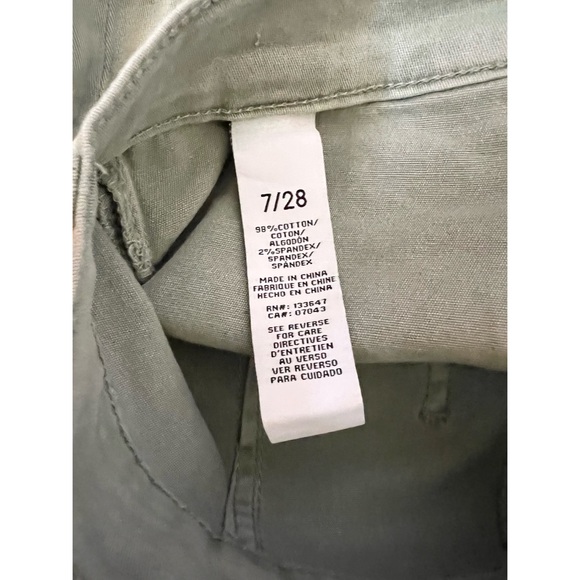 7/28
98%COTTON/
COTON/
ALGODÓN
2%SPANDEX/
SPANDEX/
SPÁNDEX
MADE IN CHINA
FABRIQUE EN CHINE
HECHO EN CHINA
RN#: 133647
CA#: 07043
SEE REVERSE
FOR CARE
DIRECTIVES
D'ENTRETIEN
AU VERSO
VER REVERSO
PARA CUIDADO